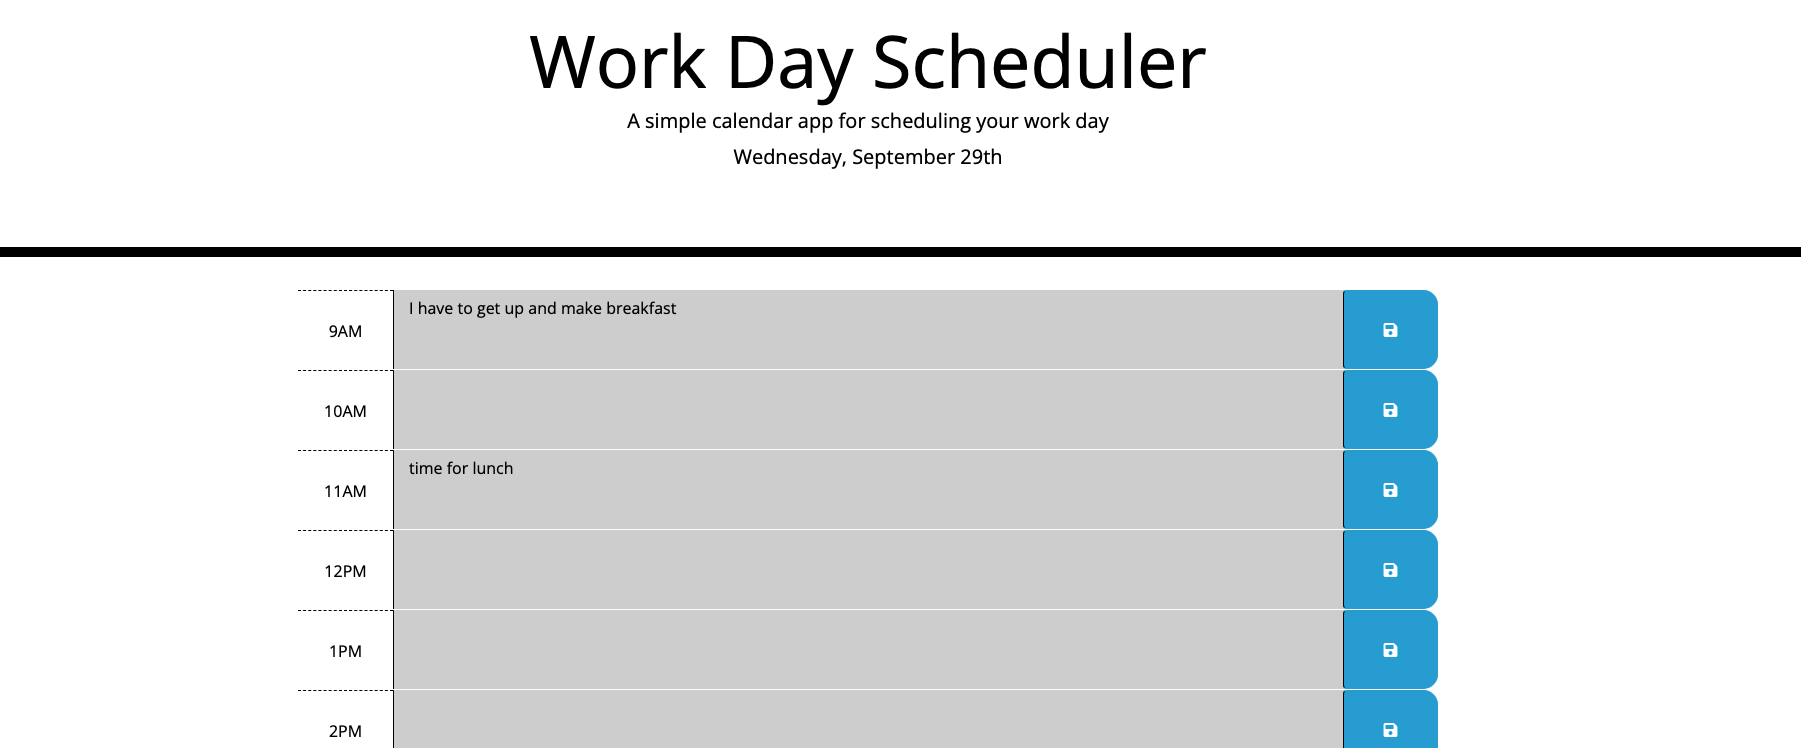 Work Day Scheduler
A simple calendar app for scheduling your work day
Wednesday, September 29th
9AM
I have to get up and make breakfast
10AM
11AM
time for lunch
12PM
1PM
2PM